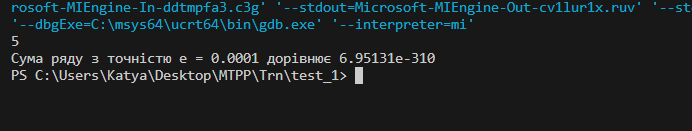 rosoft-MIEngine-In-ddtmpfa3.c3g' '--stdout=Microsoft-MIEngine-Out-cv1lur1x.ruv' '--st
'--dbgExe=C:\msys64\ucrt64\bin\gdb.exe' '--interpreter=mi'
5
Сума ряду з точністю e = 0.0001 дорівнює 6.95131e-310
PS C:\Users\Katya\Desktop\MTPP\Trn\test_1>